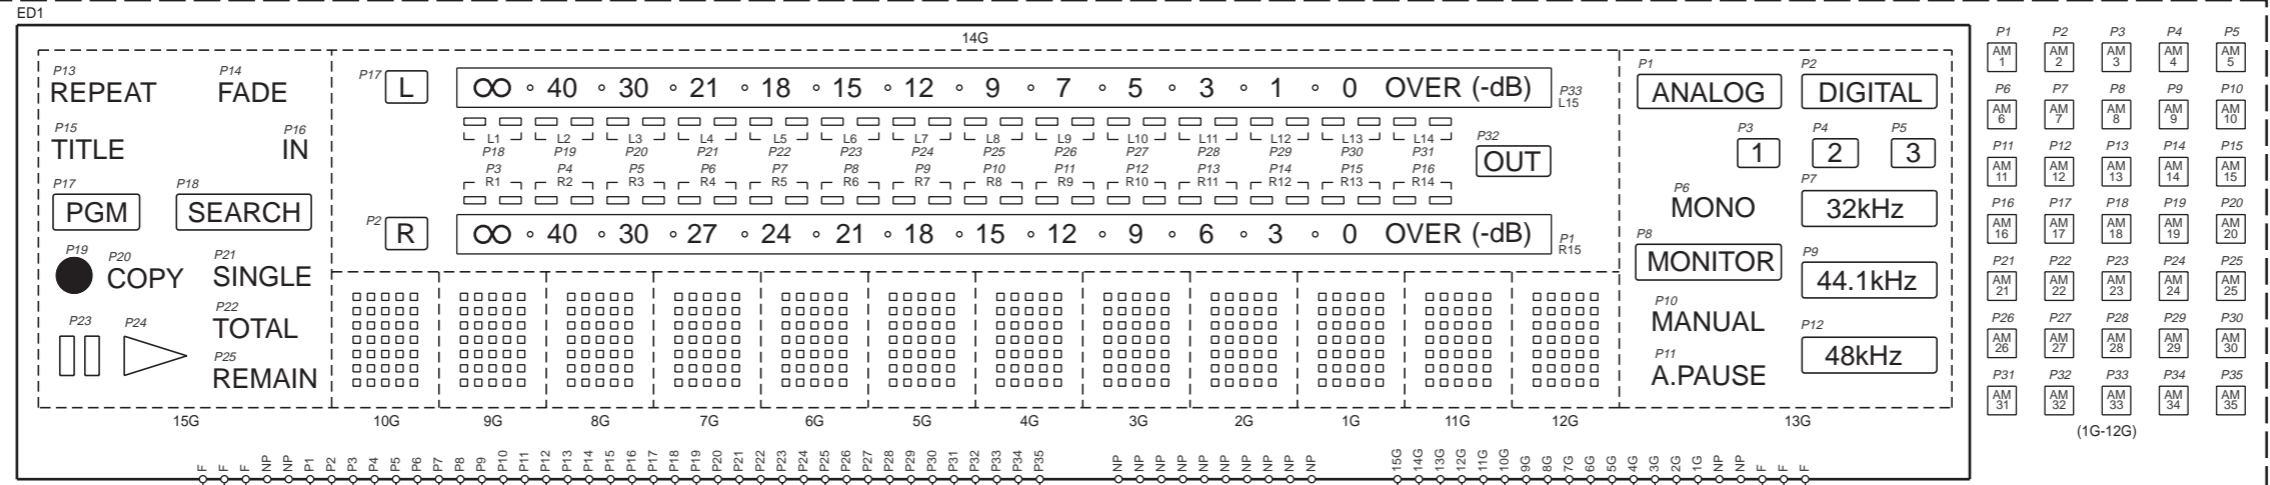 ED1
14G
P13 P14
REPEAT FADE
P15 P16
TITLE IN
P17 P18
PGM SEARCH
P19 P20 P21
COPY SINGLE
P22
TOTAL
P23 P24 P25
REMAIN
15G
P17 L ∞ 40 30 21 18 15 12 9 7 5 3 1 0 OVER (-dB) P33
L15
L1 L2 L3 L4 L5 L6 L7 L8 L9 L10 L11 L12 L13 L14
P18 P19 P20 P21 P22 P23 P24 P25 P26 P27 P28 P29 P30 P31
P32
OUT
P3 P4 P5 P6 P7 P8 P9 P10 P11 P12 P13 P14 P15 P16
R1 R2 R3 R4 R5 R6 R7 R8 R9 R10 R11 R12 R13 R14
P2 R ∞ 40 30 27 24 21 18 15 12 9 6 3 0 OVER (-dB) P1
R15
10G 9G 8G 7G 6G 5G 4G 3G 2G 1G 11G 12G
P1 P2
ANALOG DIGITAL
P3 P4 P5
1 2 3
P6 P7
MONO 32kHz
P8 P9
MONITOR 44.1kHz
P10
MANUAL
P12
48kHz
P11
A.PAUSE
13G
P1 P2 P3 P4 P5
AM 1 AM 2 AM 3 AM 4 AM 5
P6 P7 P8 P9 P10
AM 6 AM 7 AM 8 AM 9 AM 10
P11 P12 P13 P14 P15
AM 11 AM 12 AM 13 AM 14 AM 15
P16 P17 P18 P19 P20
AM 16 AM 17 AM 18 AM 19 AM 20
P21 P22 P23 P24 P25
AM 21 AM 22 AM 23 AM 24 AM 25
P26 P27 P28 P29 P30
AM 26 AM 27 AM 28 AM 29 AM 30
P31 P32 P33 P34 P35
AM 31 AM 32 AM 33 AM 34 AM 35
(1G-12G)
F F F NP NP P1 P2 P3 P4 P5 P6 P7 P8 P9 P10 P11 P12 P13 P14 P15 P16 P17 P18 P19 P20 P21 P22 P23 P24 P25 P26 P27 P28 P29 P30 P31 P32 P33 P34 P35 NP NP NP NP NP NP NP NP NP NP 15G 14G 13G 12G 11G 10G 9G 8G 7G 6G 5G 4G 3G 2G 1G NP NP F F F